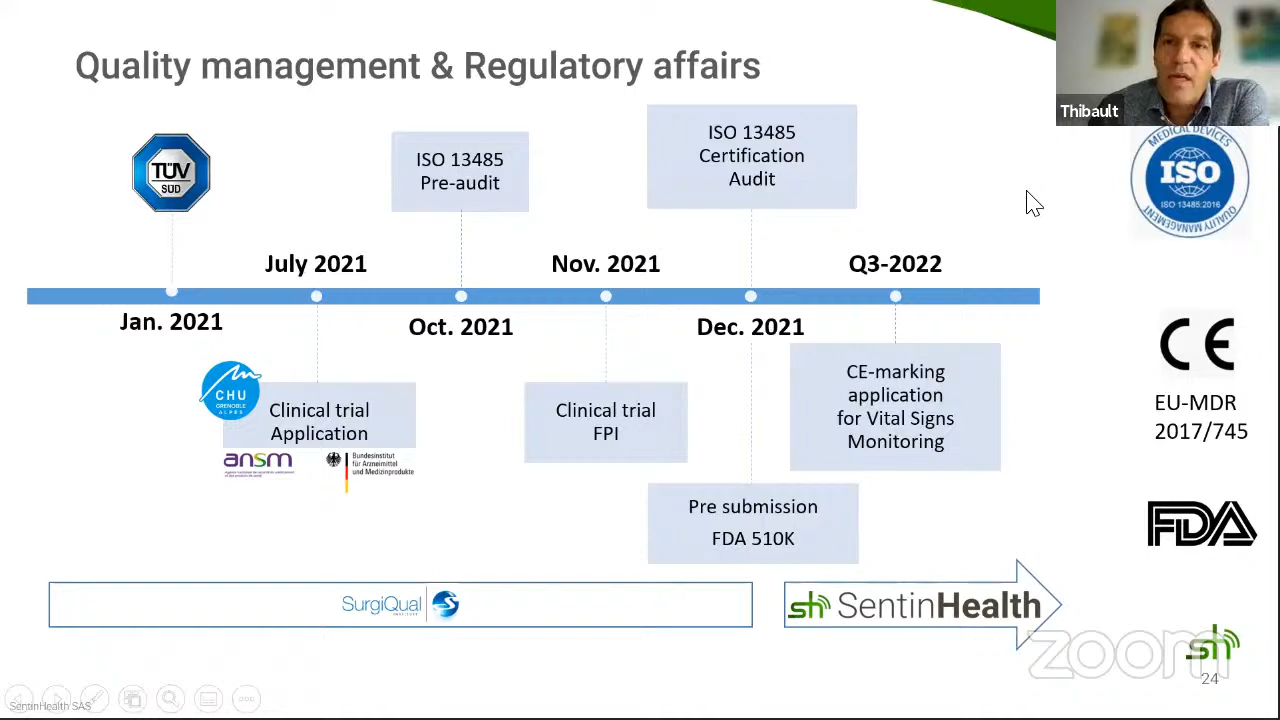 Quality management & Regulatory affairs
Thibault
TÜV
SUD
ISO 13485
Pre-audit
ISO 13485
Certification
Audit
MEDICAL DEVICES
ISO
ISO 13485:2016
QUALITY MANAGEMENT
July 2021
Nov. 2021
Q3-2022
Jan. 2021
Oct. 2021
Dec. 2021
CE
EU-MDR
2017/745
CHU
GRENOBLE
ALPES
Clinical trial
Application
ansm
Bundesinstitut
für Arzneimittel
und Medizinprodukte
Clinical trial
FPI
CE-marking
application
for Vital Signs
Monitoring
Pre submission
FDA 510K
FDA
SurgiQual
INSTITUTE
sh SentinHealth
sh
zoom
24
SentinHealth SAS